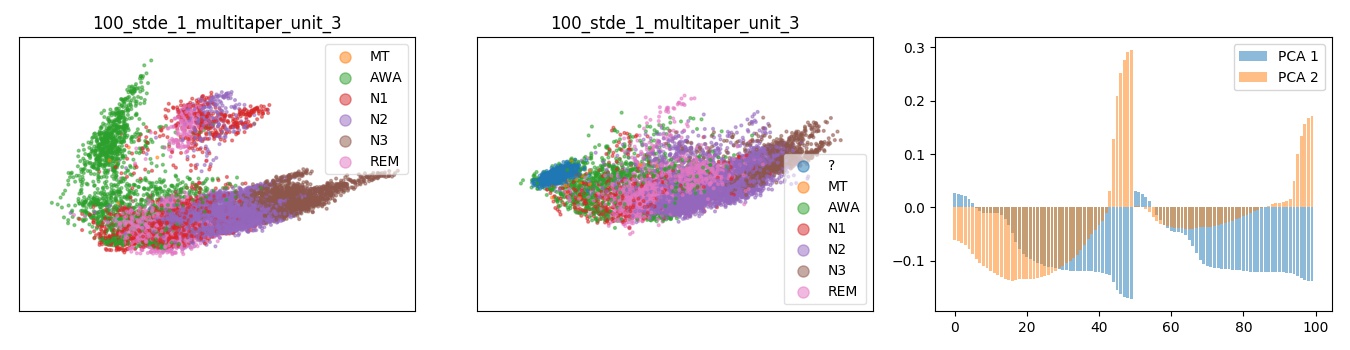 100_stde_1_multitaper_unit_3
MT
AWA
N1
N2
N3
REM
100_stde_1_multitaper_unit_3
?
MT
AWA
N1
N2
N3
REM
PCA 1
PCA 2
0.3
0.2
0.1
0.0
−0.1
0 20 40 60 80 100